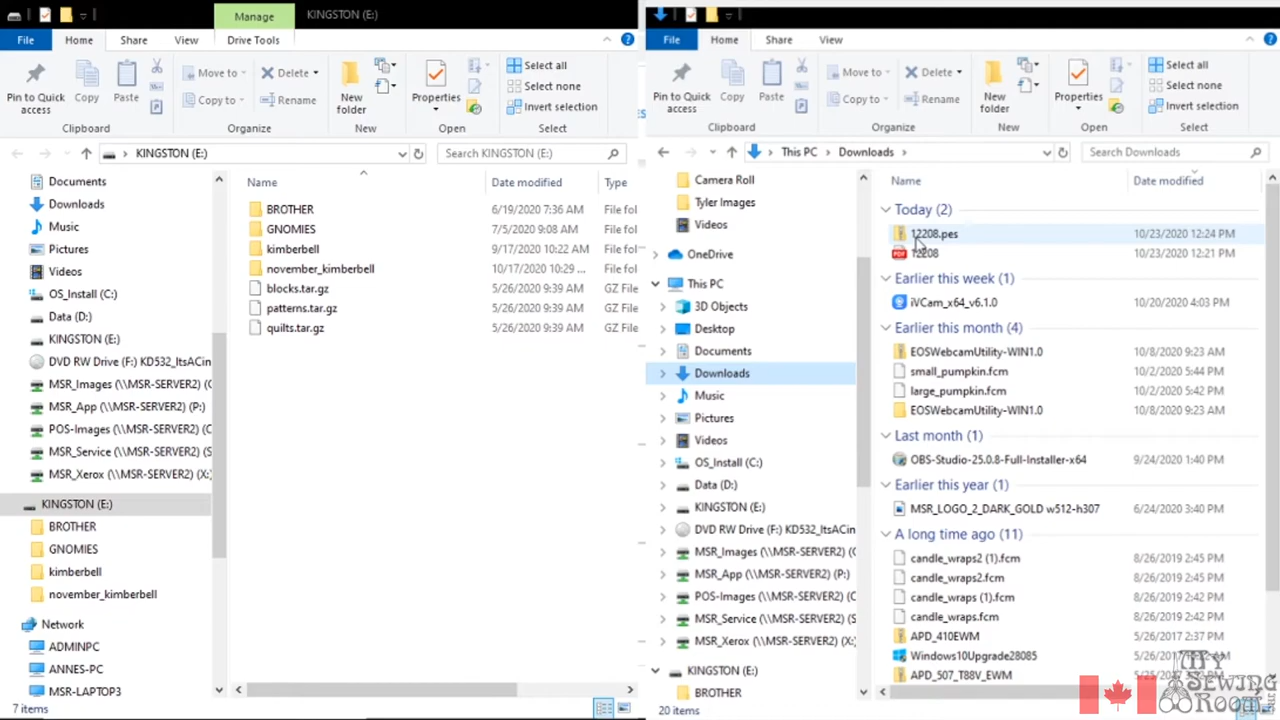 Manage
KINGSTON (E:)
File
Home
Share
View
Drive Tools
Pin to Quick access
Copy
Paste
Move to
Copy to
Delete
Rename
New folder
Properties
Select all
Select none
Invert selection
Clipboard
Organize
New
Open
Select
KINGSTON (E:)
Search KINGSTON (E:)
Documents
Downloads
Music
Pictures
Videos
OS_Install (C:)
Data (D:)
KINGSTON (E:)
DVD RW Drive (F:) KD532_ItsACin
MSR_Images (\\MSR-SERVER2) (
MSR_App (\\MSR-SERVER2) (P:)
POS-Images (\\MSR-SERVER2) (
MSR_Service (\\MSR-SERVER2) (S
MSR_Xerox (\\MSR-SERVER2) (X:
KINGSTON (E:)
BROTHER
GNOMIES
kimberbell
november_kimberbell
Network
ADMINPC
ANNES-PC
MSR-LAPTOP3
7 items
Name
Date modified
Type
BROTHER 6/19/2020 7:36 AM File fol
GNOMIES 7/5/2020 9:08 AM File fol
kimberbell 9/17/2020 10:22 AM File fol
november_kimberbell 10/17/2020 10:29 ... File fol
blocks.tar.gz 5/26/2020 9:39 AM GZ File
patterns.tar.gz 5/26/2020 9:39 AM GZ File
quilts.tar.gz 5/26/2020 9:39 AM GZ File
File
Home
Share
View
Pin to Quick access
Copy
Paste
Move to
Copy to
Delete
Rename
New folder
Properties
Select all
Select none
Invert selection
Clipboard
Organize
New
Open
Select
This PC
Downloads
Search Downloads
Camera Roll
Tyler Images
Videos
OneDrive
This PC
3D Objects
Desktop
Documents
Downloads
Music
Pictures
Videos
OS_Install (C:)
Data (D:)
KINGSTON (E:)
DVD RW Drive (F:) KD532_ItsACin
MSR_Images (\\MSR-SERVER2) (
MSR_App (\\MSR-SERVER2) (P:)
POS-Images (\\MSR-SERVER2) (
MSR_Service (\\MSR-SERVER2) (S
MSR_Xerox (\\MSR-SERVER2) (X:
KINGSTON (E:)
BROTHER
20 items
Name
Date modified
Today (2)
12208.pes 10/23/2020 12:24 PM
PDF 12208 10/23/2020 12:21 PM
Earlier this week (1)
iVCam_x64_v6.1.0 10/20/2020 4:03 PM
Earlier this month (4)
EOSWebcamUtility-WIN1.0 10/8/2020 9:23 AM
small_pumpkin.fcm 10/2/2020 5:44 PM
large_pumpkin.fcm 10/2/2020 5:42 PM
EOSWebcamUtility-WIN1.0 10/8/2020 9:23 AM
Last month (1)
OBS-Studio-25.0.8-Full-Installer-x64 9/24/2020 1:40 PM
Earlier this year (1)
MSR_LOGO_2_DARK_GOLD w512-h307 6/24/2020 3:40 PM
A long time ago (11)
candle_wraps2 (1).fcm 8/26/2019 2:45 PM
candle_wraps2.fcm 8/26/2019 2:45 PM
candle_wraps (1).fcm 8/26/2019 2:42 PM
candle_wraps.fcm 8/26/2019 2:42 PM
APD_410EWM 5/26/2017 2:37 PM
Windows10Upgrade28085
APD_507_T88V_EWM
MY SEWING ROOM